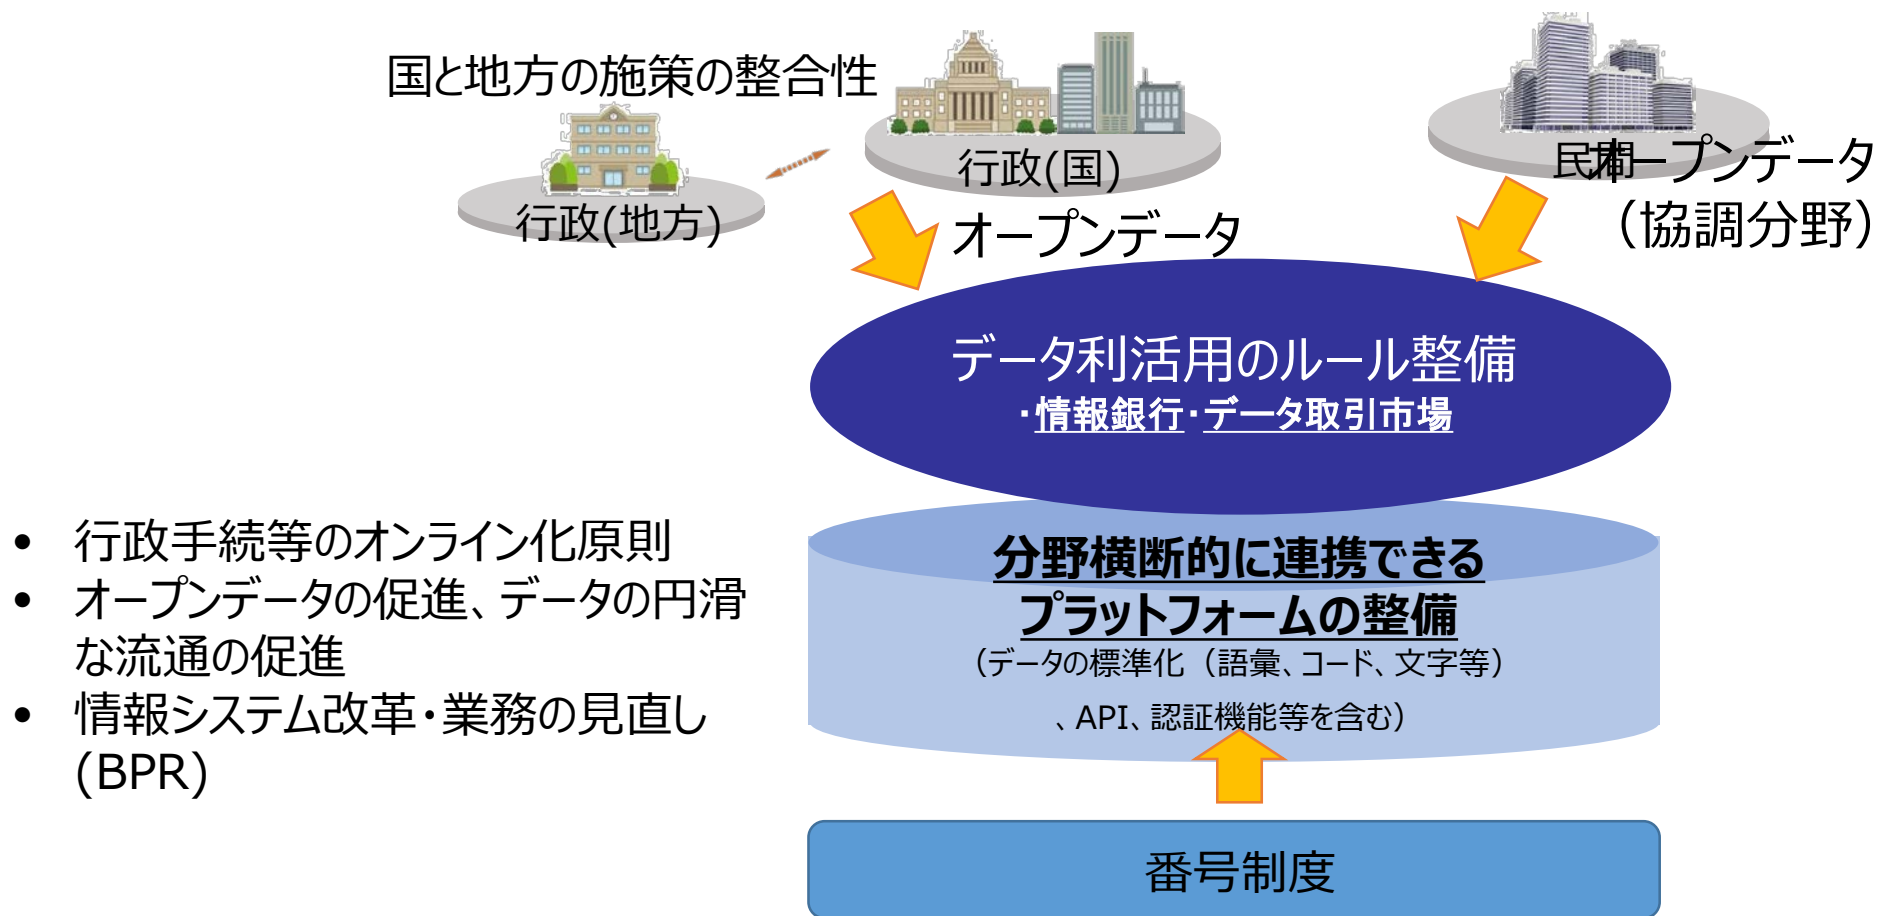 国と地方の施策の整合性
行政(国)
行政(地方)
民間
オープンデータ
(協調分野)
オープンデータ
データ利活用のルール整備
・情報銀行・データ取引市場
• 行政手続等のオンライン化原則
• オープンデータの促進、データの円滑
な流通の促進
• 情報システム改革・業務の見直し
(BPR)
分野横断的に連携できる
プラットフォームの整備
(データの標準化(語彙、コード、文字等)
、API、認証機能等を含む)
番号制度